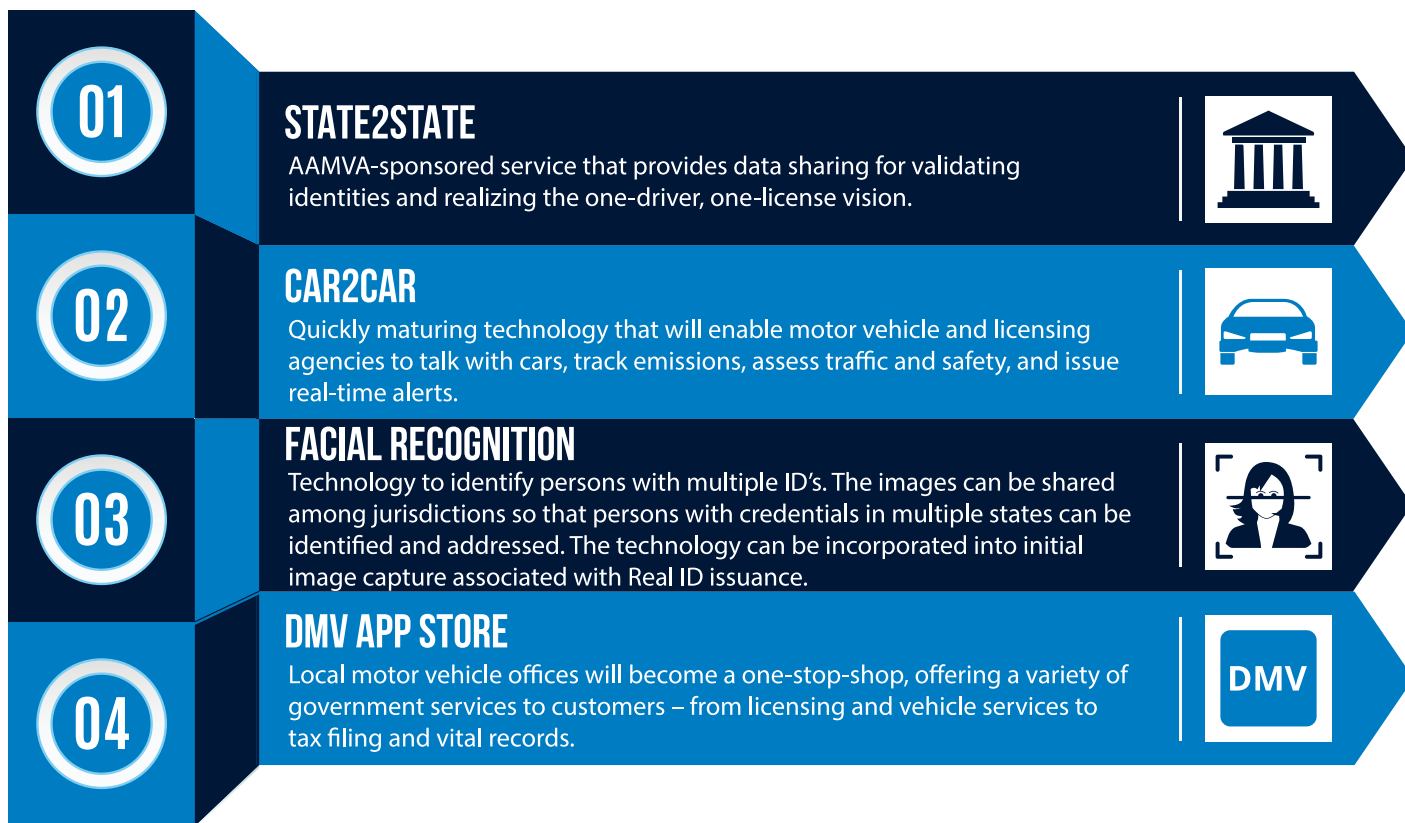 01
STATE2STATE
AAMVA-sponsored service that provides data sharing for validating
identities and realizing the one-driver, one-license vision.
02
CAR2CAR
Quickly maturing technology that will enable motor vehicle and licensing
agencies to talk with cars, track emissions, assess traffic and safety, and issue
real-time alerts.
03
FACIAL RECOGNITION
Technology to identify persons with multiple ID's. The images can be shared
among jurisdictions so that persons with credentials in multiple states can be
identified and addressed. The technology can be incorporated into initial
image capture associated with Real ID issuance.
04
DMV APP STORE
Local motor vehicle offices will become a one-stop-shop, offering a variety of
government services to customers – from licensing and vehicle services to
tax filing and vital records.
DMV